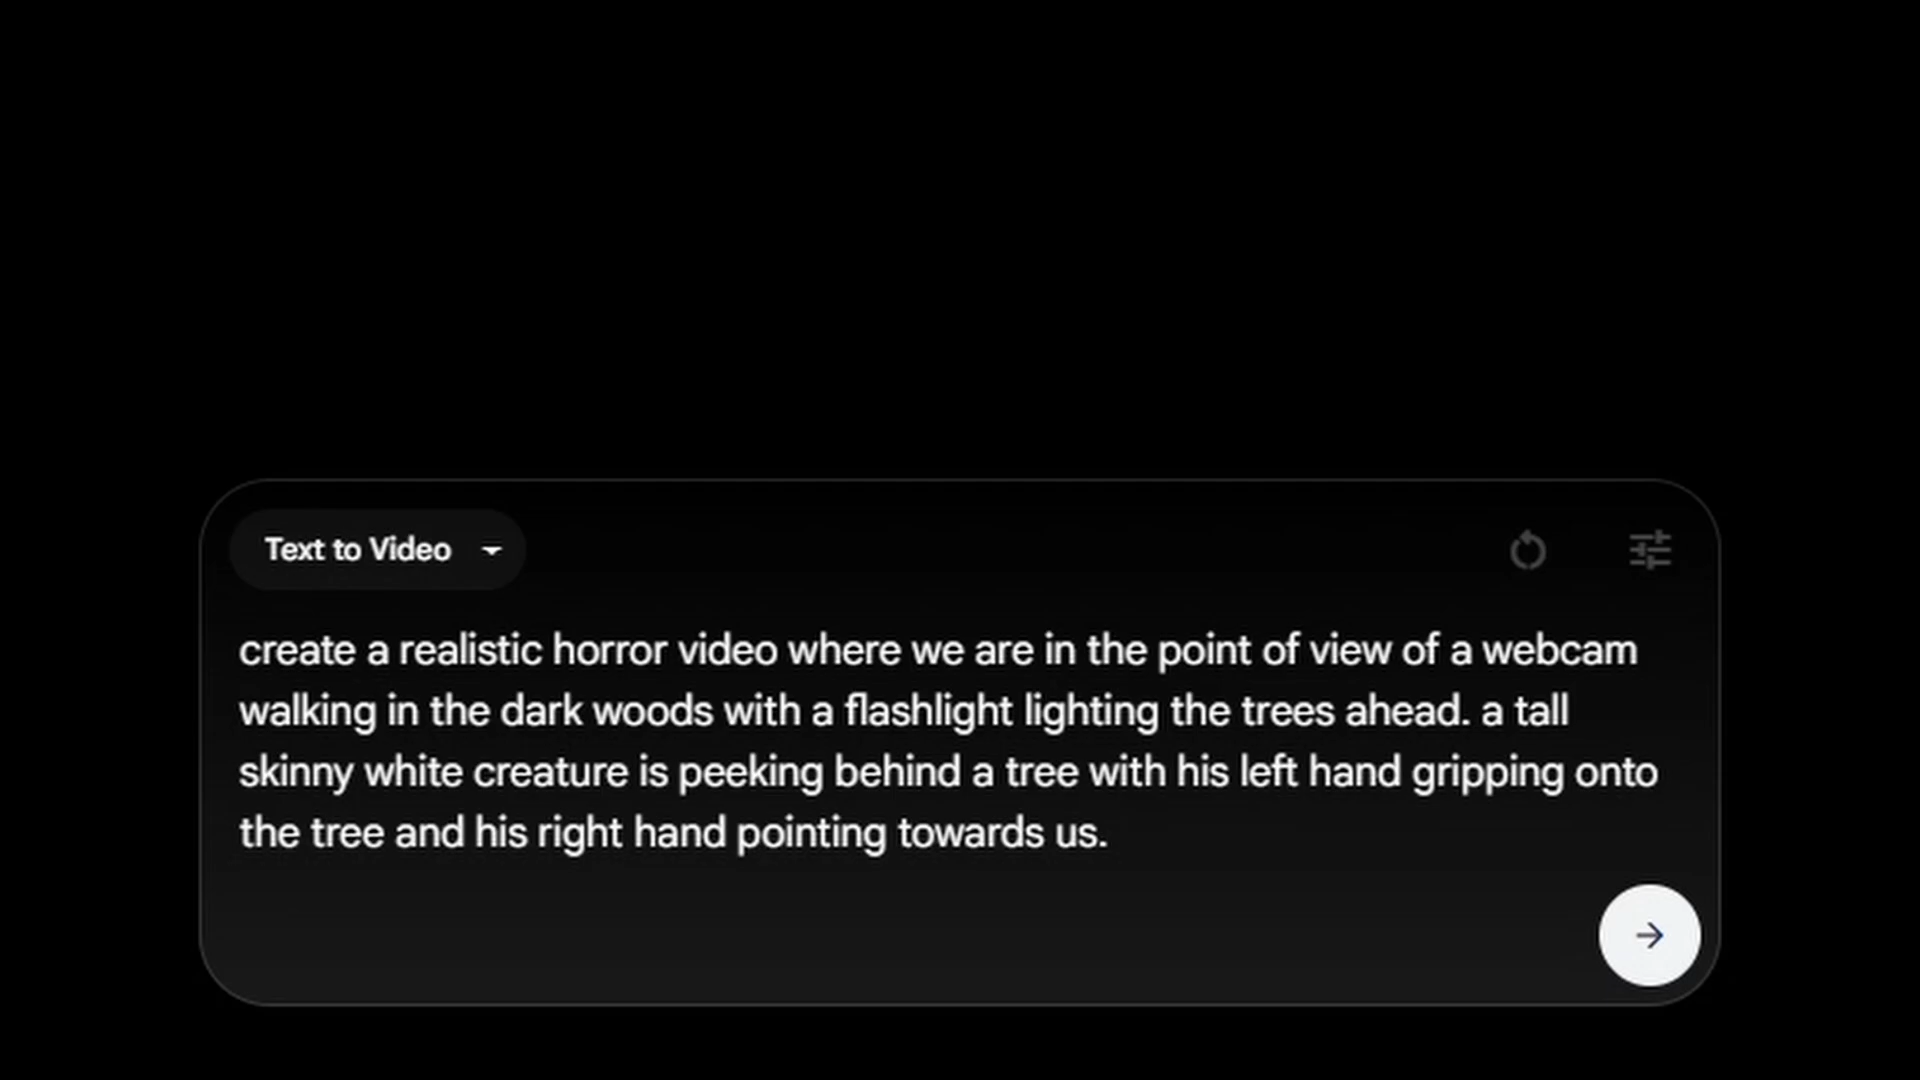 Text to Video
create a realistic horror video where we are in the point of view of a webcam
walking in the dark woods with a flashlight lighting the trees ahead. a tall
skinny white creature is peeking behind a tree with his left hand gripping onto
the tree and his right hand pointing towards us.